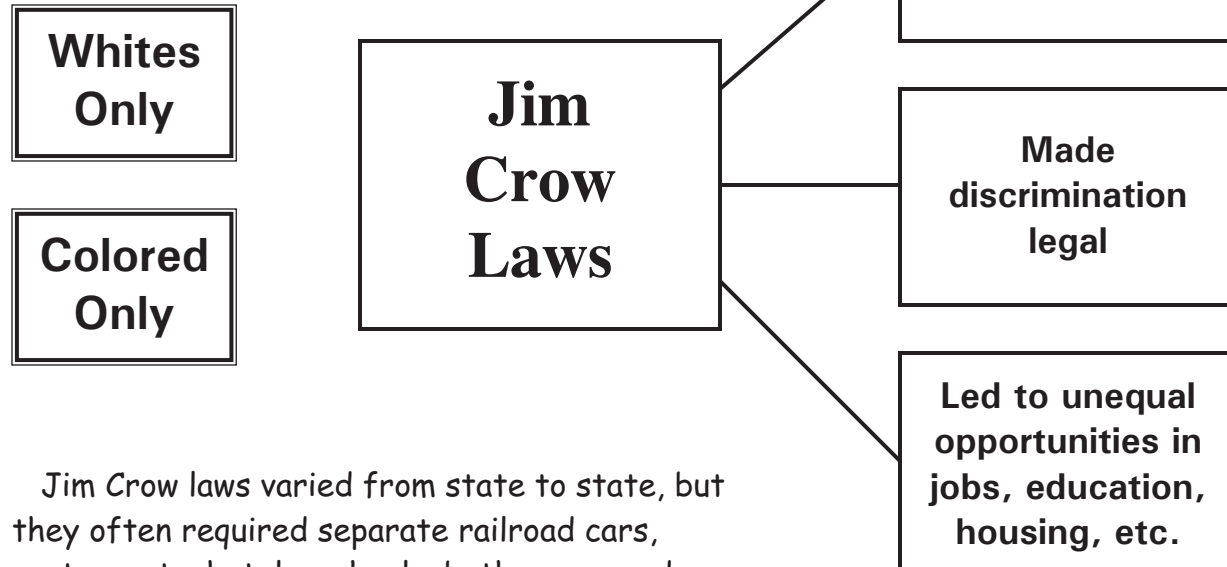 Whites
Only
Colored
Only
Jim
Crow
Laws
Made
discrimination
legal
Led to unequal
opportunities in
jobs, education,
housing, etc.
Jim Crow laws varied from state to state, but
they often required separate railroad cars,